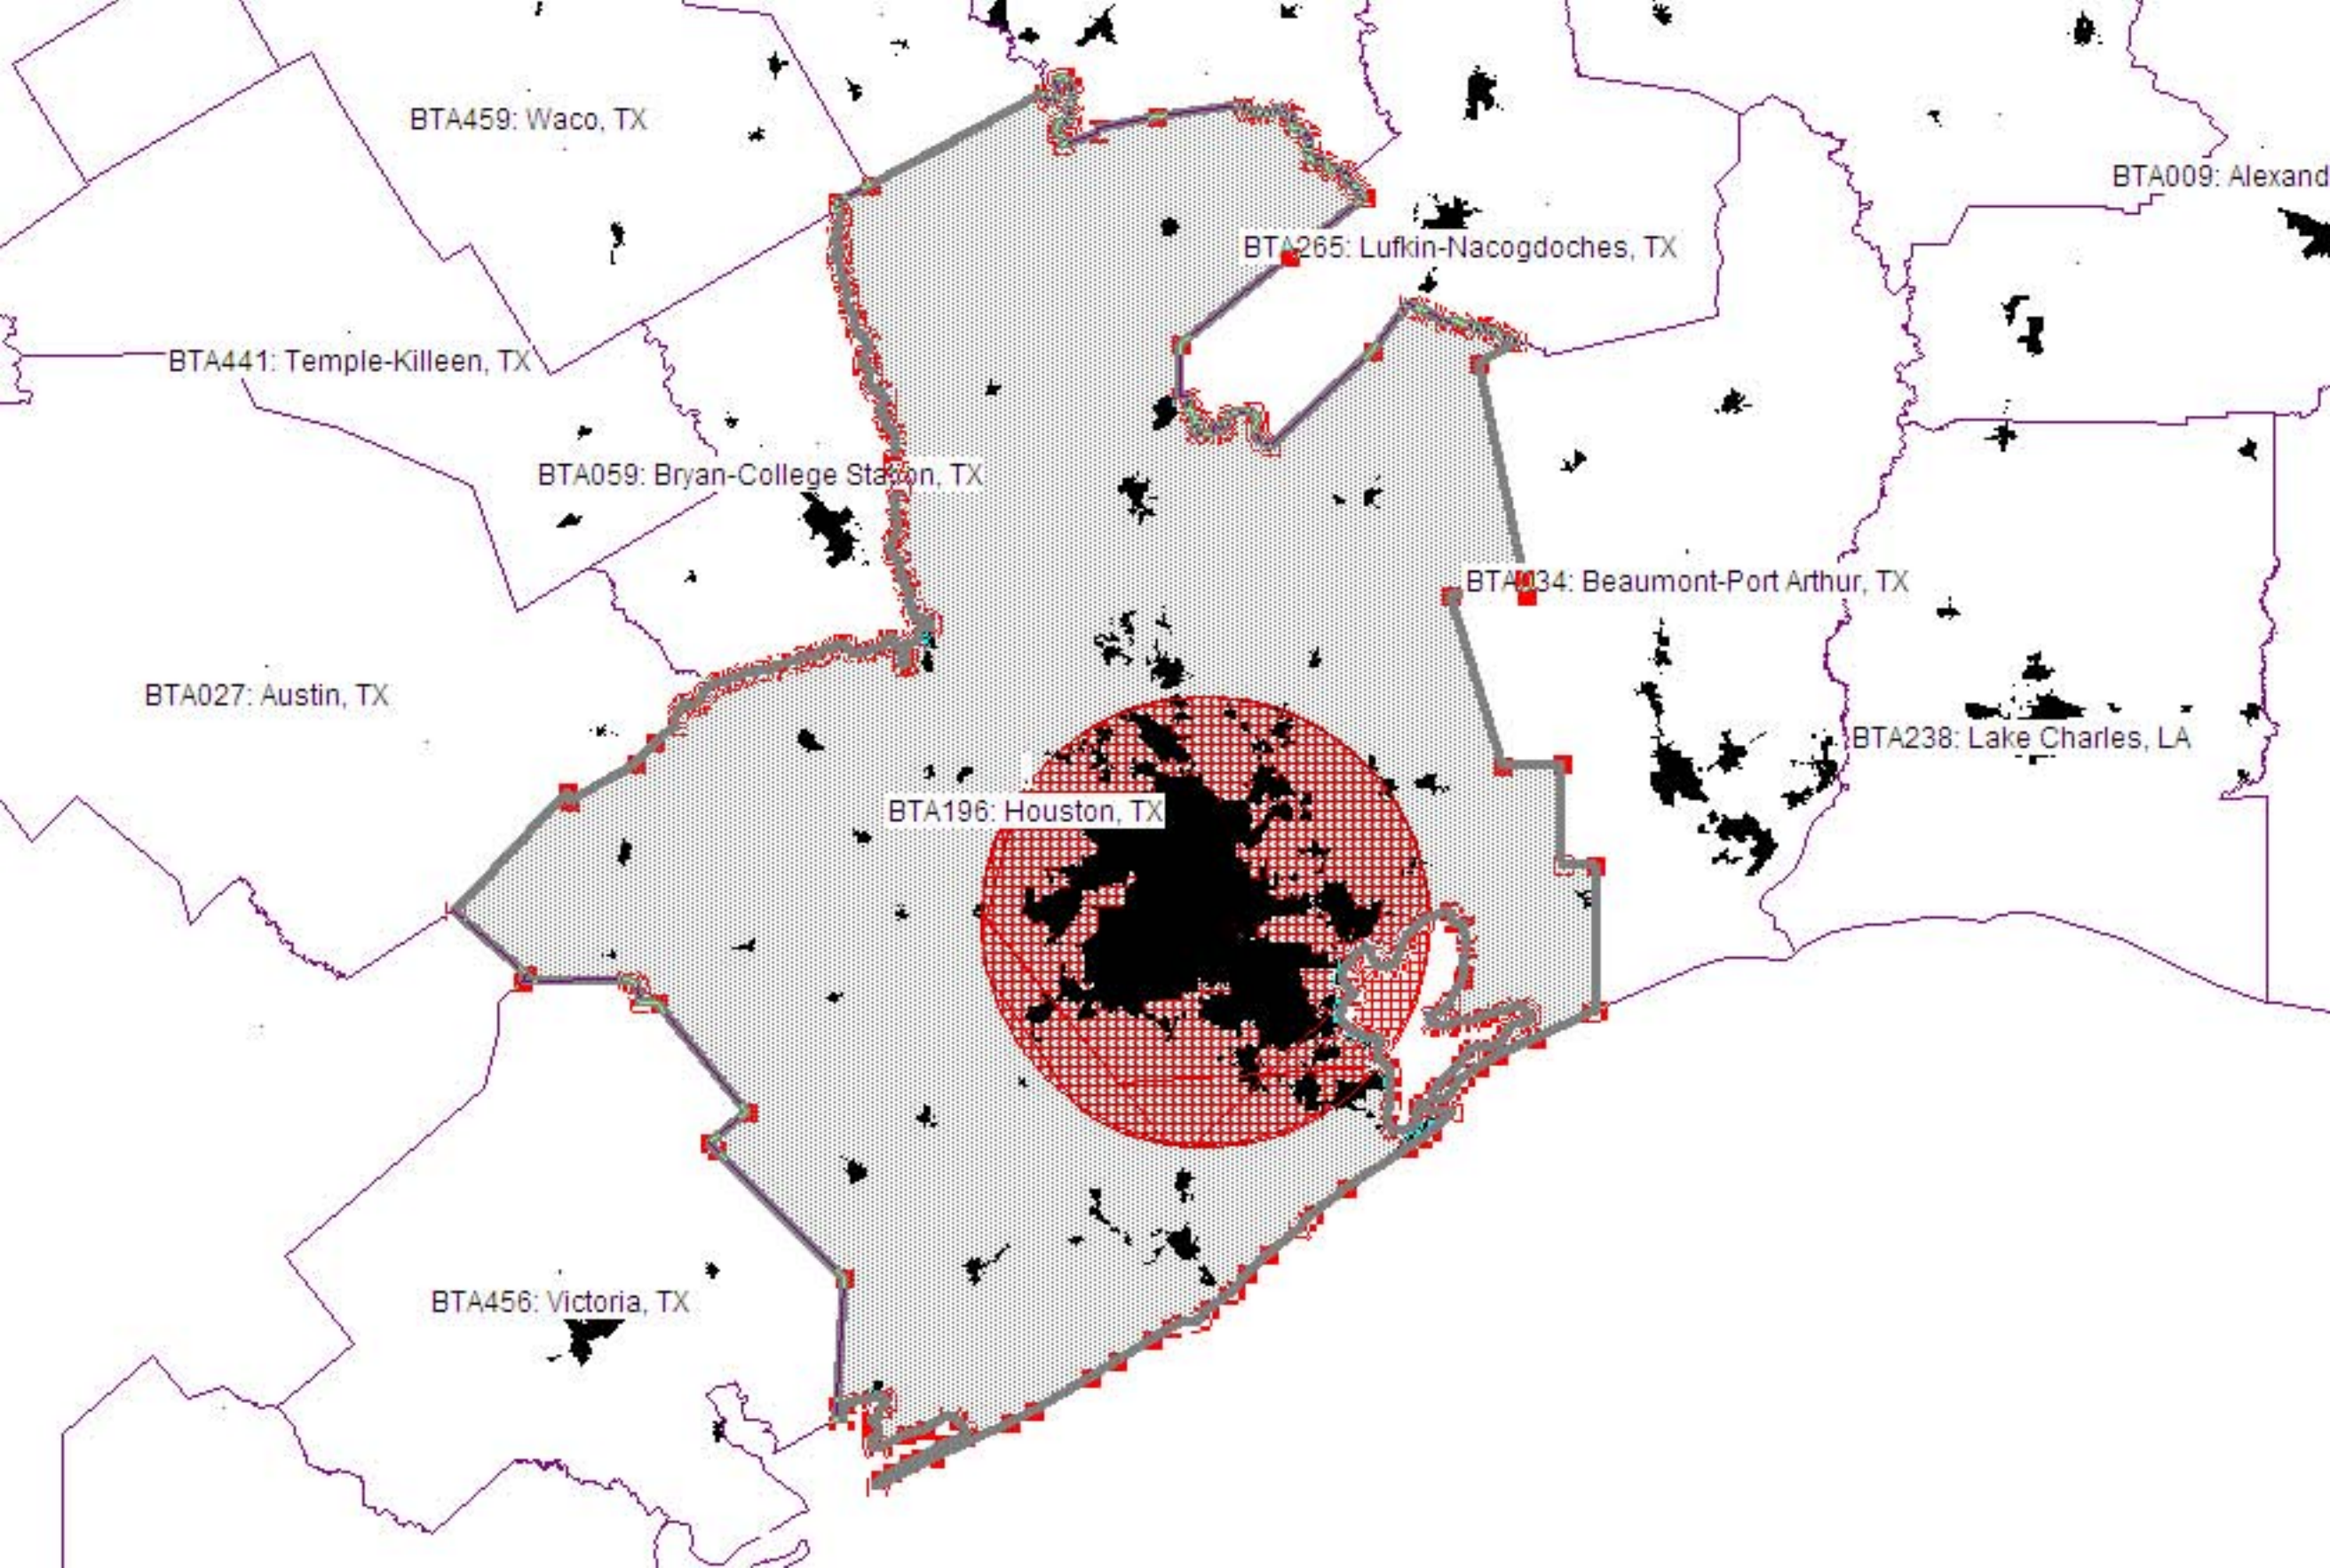 BTA459: Waco, TX
BTA009: Alexand
BTA265: Lufkin-Nacogdoches, TX
BTA441: Temple-Killeen, TX
BTA059: Bryan-College Station, TX
BTA034: Beaumont-Port Arthur, TX
BTA027: Austin, TX
BTA238: Lake Charles, LA
BTA196: Houston, TX
BTA456: Victoria, TX